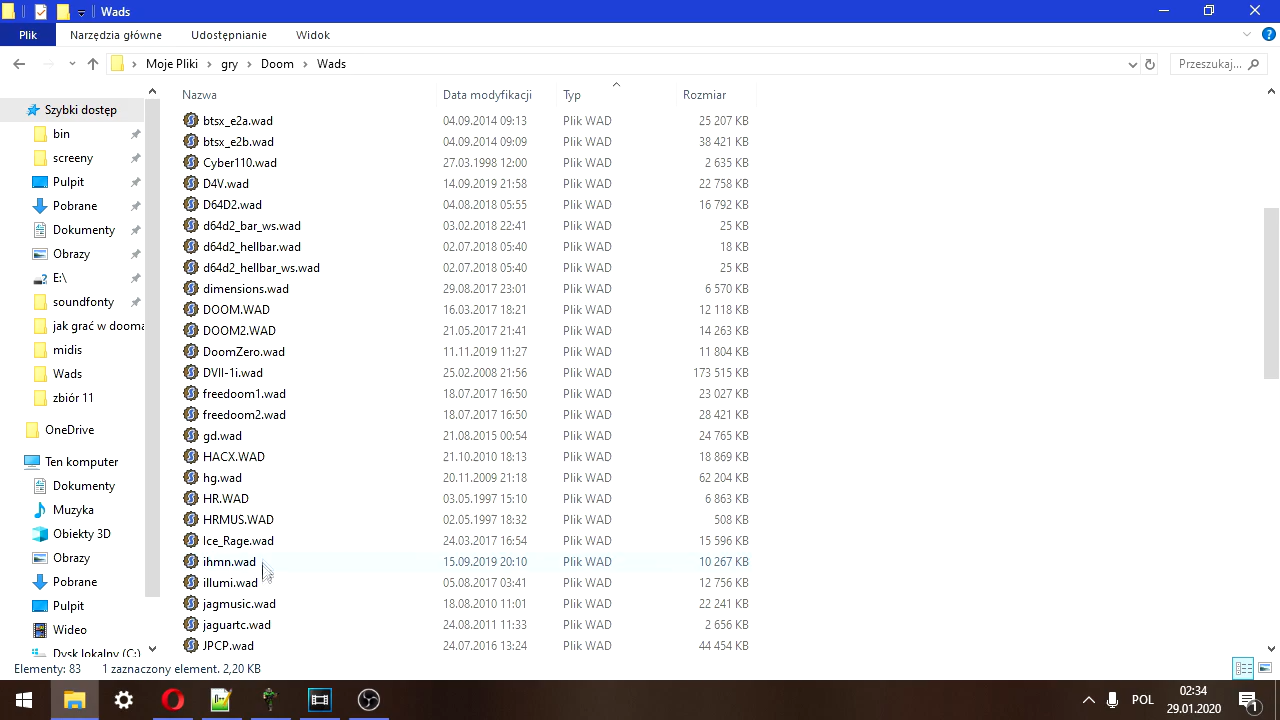 Wads
Plik Narzędzia główne Udostępnianie Widok
Moje Pliki > gry > Doom > Wads Przeszukaj...
Nazwa Data modyfikacji Typ Rozmiar
Szybki dostęp
bin
screeny
Pulpit
Pobrane
Dokumenty
Obrazy
E:\
soundfonty
jak grać w dooma
midis
Wads
zbiór 11
OneDrive
Ten komputer
Dokumenty
Muzyka
Obiekty 3D
Obrazy
Pobrane
Pulpit
Wideo
Dysk lokalny (C:)
btsx_e2a.wad 04.09.2014 09:13 Plik WAD 25 207 KB
btsx_e2b.wad 04.09.2014 09:09 Plik WAD 38 421 KB
Cyber110.wad 27.03.1998 12:00 Plik WAD 2 635 KB
D4V.wad 14.09.2019 21:58 Plik WAD 22 758 KB
D64D2.wad 04.08.2018 05:55 Plik WAD 16 792 KB
d64d2_bar_ws.wad 03.02.2018 22:41 Plik WAD 25 KB
d64d2_hellbar.wad 02.07.2018 05:40 Plik WAD 18 KB
d64d2_hellbar_ws.wad 02.07.2018 05:40 Plik WAD 25 KB
dimensions.wad 29.08.2017 23:01 Plik WAD 6 570 KB
DOOM.WAD 16.03.2017 18:21 Plik WAD 12 118 KB
DOOM2.WAD 21.05.2017 21:41 Plik WAD 14 263 KB
DoomZero.wad 11.11.2019 11:27 Plik WAD 11 804 KB
DVII-1i.wad 25.02.2008 21:56 Plik WAD 173 515 KB
freedoom1.wad 18.07.2017 16:50 Plik WAD 23 027 KB
freedoom2.wad 18.07.2017 16:50 Plik WAD 28 421 KB
gd.wad 21.08.2015 00:54 Plik WAD 24 765 KB
HACX.WAD 21.10.2010 18:13 Plik WAD 18 869 KB
hg.wad 20.11.2009 21:18 Plik WAD 62 204 KB
HR.WAD 03.05.1997 15:10 Plik WAD 6 863 KB
HRMUS.WAD 02.05.1997 18:32 Plik WAD 508 KB
Ice_Rage.wad 24.03.2017 16:54 Plik WAD 15 596 KB
ihmn.wad 15.09.2019 20:10 Plik WAD 10 267 KB
illumi.wad 05.08.2017 03:41 Plik WAD 12 756 KB
jagmusic.wad 18.08.2010 11:01 Plik WAD 22 241 KB
jaguartc.wad 24.08.2011 11:33 Plik WAD 2 656 KB
JPCP.wad 24.07.2016 13:24 Plik WAD 44 454 KB
Elementy: 83 1 zaznaczony element. 2,20 KB
POL 02:34
29.01.2020
1